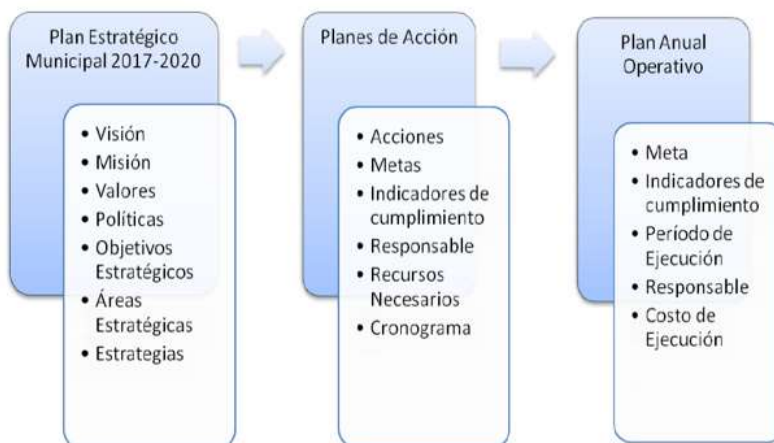 Plan Estratégico
Municipal 2017-2020
• Visión
• Misión
• Valores
• Políticas
• Objetivos
Estratégicos
• Áreas
Estratégicas
• Estrategias
Planes de Acción
• Acciones
• Metas
• Indicadores de
cumplimiento
• Responsable
• Recursos
Necesarios
• Cronograma
Plan Anual
Operativo
• Meta
• Indicadores de
cumplimiento
• Período de
Ejecución
• Responsable
• Costo de
Ejecución